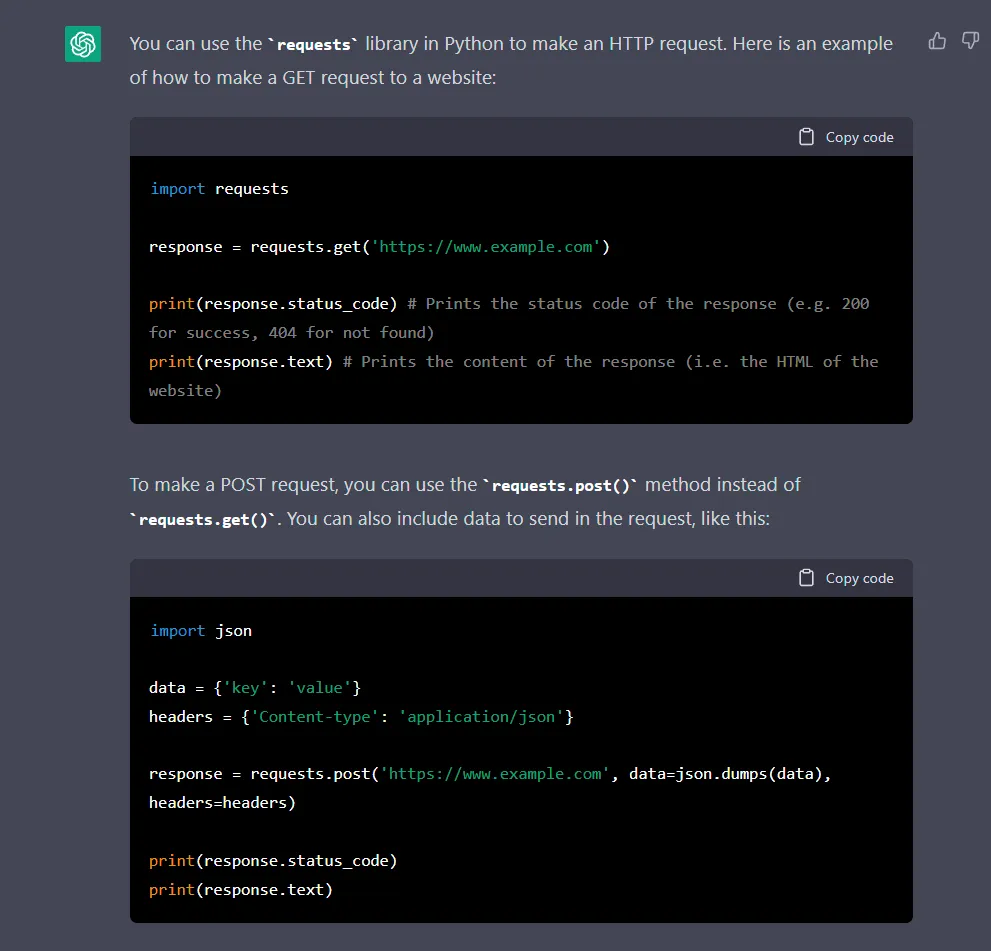 You can use the `requests` library in Python to make an HTTP request. Here is an example
of how to make a GET request to a website:
Copy code
import requests
response = requests.get('https://www.example.com')
print(response.status_code) # Prints the status code of the response (e.g. 200
for success, 404 for not found)
print(response.text) # Prints the content of the response (i.e. the HTML of the
website)
To make a POST request, you can use the `requests.post()` method instead of
`requests.get()`. You can also include data to send in the request, like this:
Copy code
import json
data = {'key': 'value'}
headers = {'Content-type': 'application/json'}
response = requests.post('https://www.example.com', data=json.dumps(data),
headers=headers)
print(response.status_code)
print(response.text)